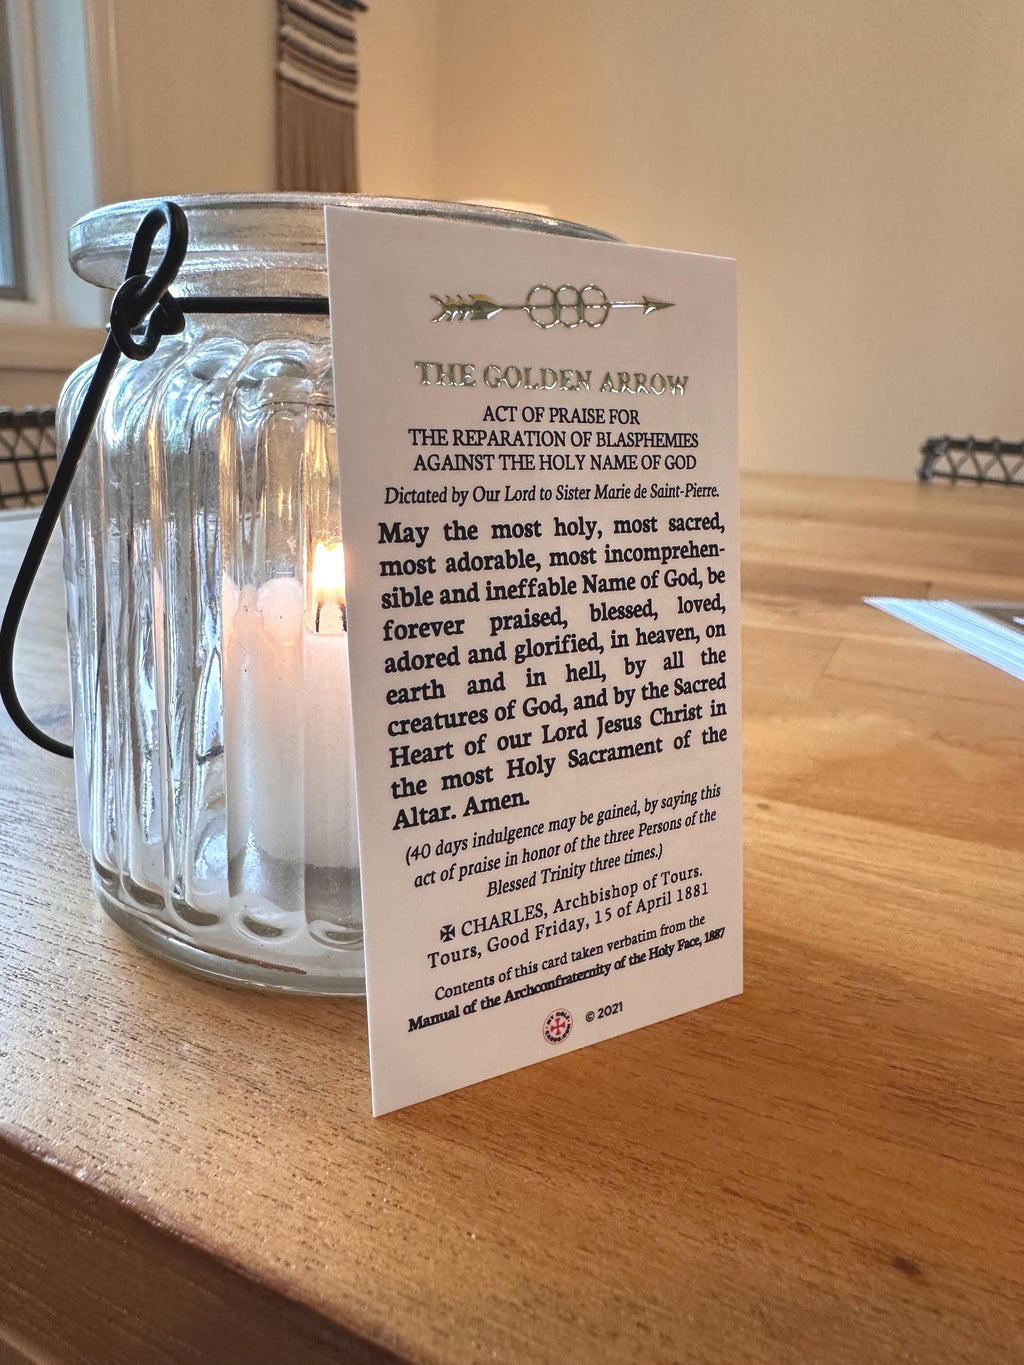 THE GOLDEN ARROW
ACT OF PRAISE FOR
THE REPARATION OF BLASPHEMIES
AGAINST THE HOLY NAME OF GOD
Dictated by Our Lord to Sister Marie de Saint-Pierre.
May the most holy, most sacred,
most adorable, most incomprehen-
sible and ineffable Name of God, be
forever praised, blessed, loved,
adored and glorified, in heaven, on
earth and in hell, by all the
creatures of God, and by the Sacred
Heart of our Lord Jesus Christ in
the most Holy Sacrament of the
Altar. Amen.
(40 days indulgence may be gained, by saying this
act of praise in honor of the three Persons of the
Blessed Trinity three times.)
✠ CHARLES, Archbishop of Tours.
Tours, Good Friday, 15 of April 1881
Contents of this card taken verbatim from the
Manual of the Archconfraternity of the Holy Face, 1887
MY HOLY
© 2021